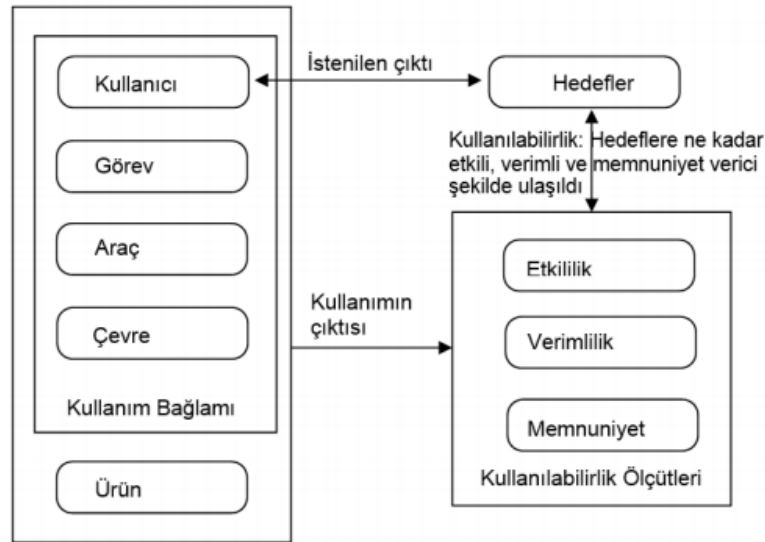 Kullanıcı
İstenilen çıktı
Hedefler
Görev
Kullanılabilirlik: Hedeflere ne kadar
etkili, verimli ve memnuniyet verici
şekilde ulaşıldı
Araç
Etkililik
Kullanımın
çıktısı
Çevre
Verimlilik
Kullanım Bağlamı
Memnuniyet
Ürün
Kullanılabilirlik Ölçütleri